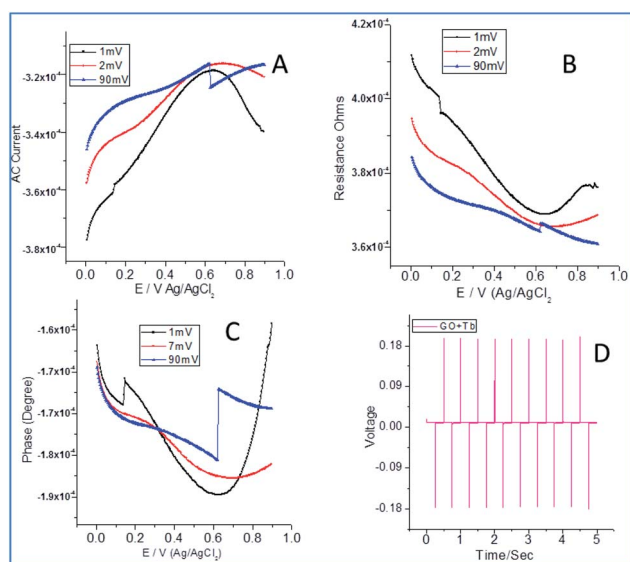 1mV
2mV
90mV
A
AC Current
-3.2x10⁻⁴
-3.4x10⁻⁴
-3.6x10⁻⁴
-3.8x10⁻⁴
0.0 0.2 0.4 0.6 0.8 1.0
E / V Ag/AgCl₂
1mV
2mV
90mV
B
Resistance Ohms
4.2x10⁻⁴
4.0x10⁻⁴
3.8x10⁻⁴
3.6x10⁻⁴
0.0 0.2 0.4 0.6 0.8 1.0
E / V (Ag/AgCl₂
1mV
7mV
90mV
C
Phase (Degree)
-1.6x10⁻⁴
-1.7x10⁻⁴
-1.7x10⁻⁴
-1.8x10⁻⁴
-1.9x10⁻⁴
0.0 0.2 0.4 0.6 0.8 1.0
E / V (Ag/AgCl₂)
GO+Tb
D
Voltage
0.18
0.09
0.00
-0.09
-0.18
0 1 2 3 4 5
Time/Sec